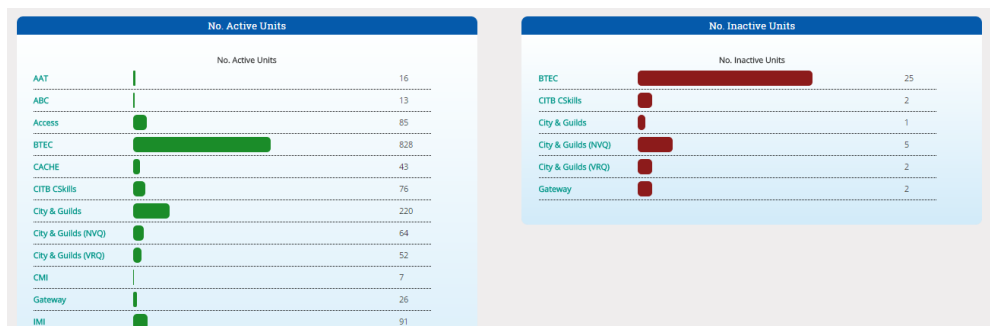 No. Active Units
No. Active Units
AAT 16
ABC 13
Access 85
BTEC 828
CACHE 43
CITB CSkills 76
City & Guilds 220
City & Guilds (NVQ) 64
City & Guilds (VRQ) 52
CMI 7
Gateway 26
IMI 91
No. Inactive Units
No. Inactive Units
BTEC 25
CITB CSkills 2
City & Guilds 1
City & Guilds (NVQ) 5
City & Guilds (VRQ) 2
Gateway 2